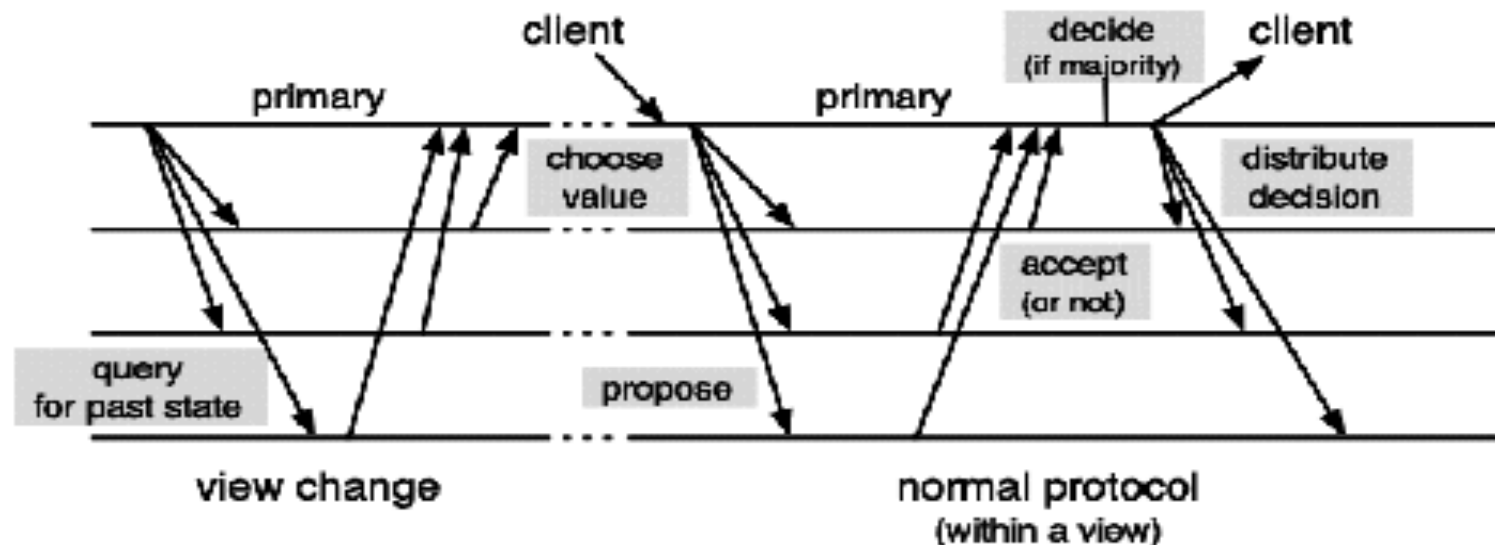 client
decide
(if majority)
client
primary
primary
choose
value
distribute
decision
accept
(or not)
query
for past state
propose
view change
normal protocol
(within a view)